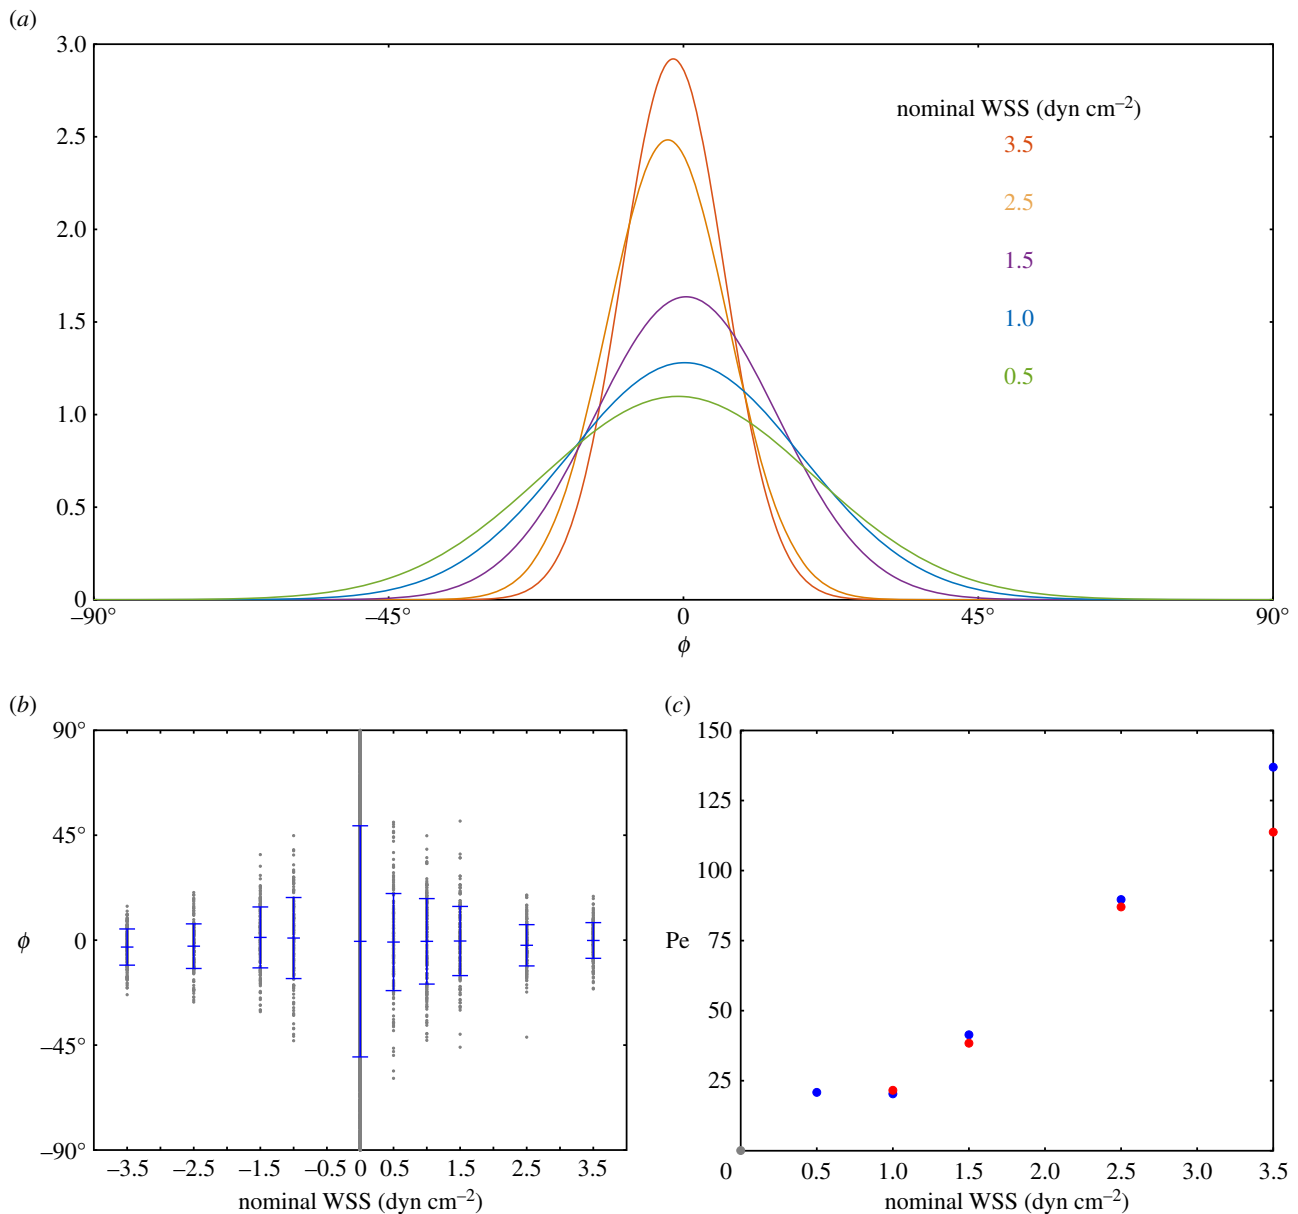 (a)
3.0
2.5
2.0
1.5
1.0
0.5
0
nominal WSS (dyn cm⁻²)
3.5
2.5
1.5
1.0
0.5
–90° –45° 0 45° 90°
ϕ
(b)
90°
45°
ϕ 0
–45°
–90°
–3.5 –2.5 –1.5 –0.5 0 0.5 1.5 2.5 3.5
nominal WSS (dyn cm⁻²)
(c)
150
125
100
Pe 75
50
25
0 0.5 1.0 1.5 2.0 2.5 3.0 3.5
nominal WSS (dyn cm⁻²)